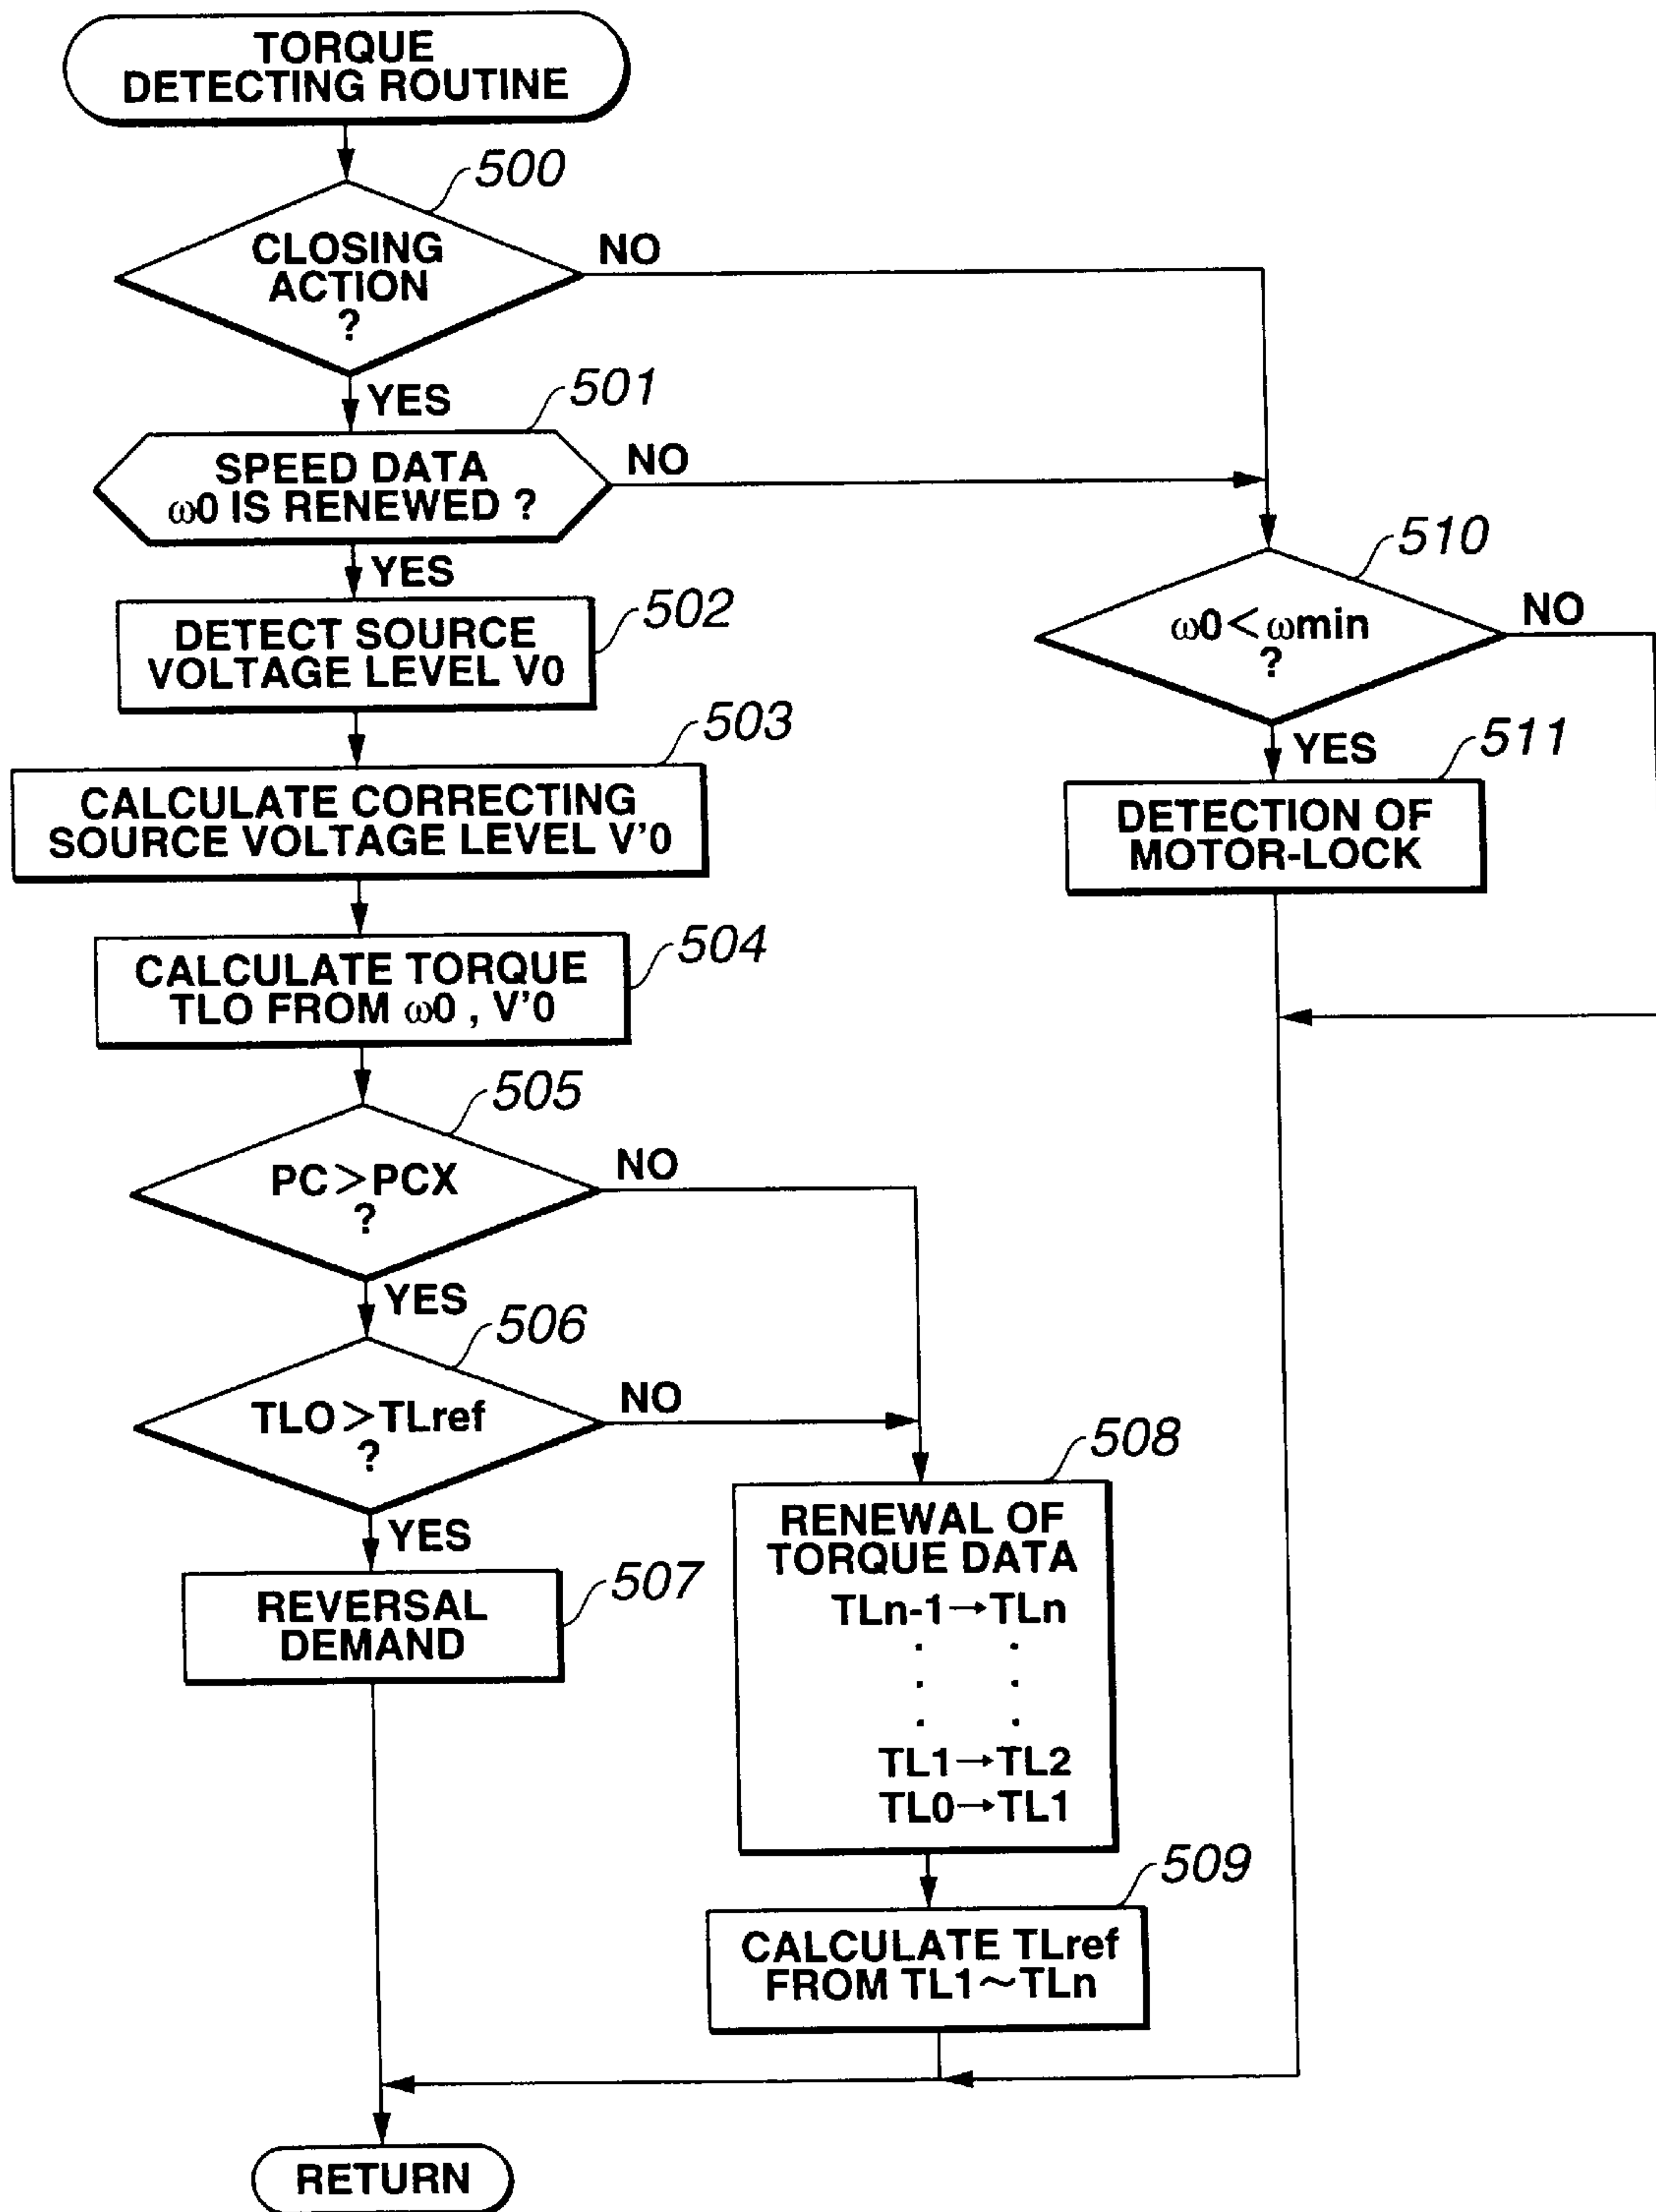 TORQUE
DETECTING ROUTINE
500
CLOSING
ACTION
?
NO
YES
501
SPEED DATA
ω0 IS RENEWED ?
NO
YES
502
DETECT SOURCE
VOLTAGE LEVEL V0
503
CALCULATE CORRECTING
SOURCE VOLTAGE LEVEL V'0
504
CALCULATE TORQUE
TLO FROM ω0 , V'0
505
PC>PCX
?
NO
YES
506
TLO>TLref
?
NO
YES
507
REVERSAL
DEMAND
508
RENEWAL OF
TORQUE DATA
TLn-1→TLn
. .
. .
. .
TL1→TL2
TL0→TL1
509
CALCULATE TLref
FROM TL1~TLn
510
ω0<ωmin
?
NO
YES
511
DETECTION OF
MOTOR-LOCK
RETURN